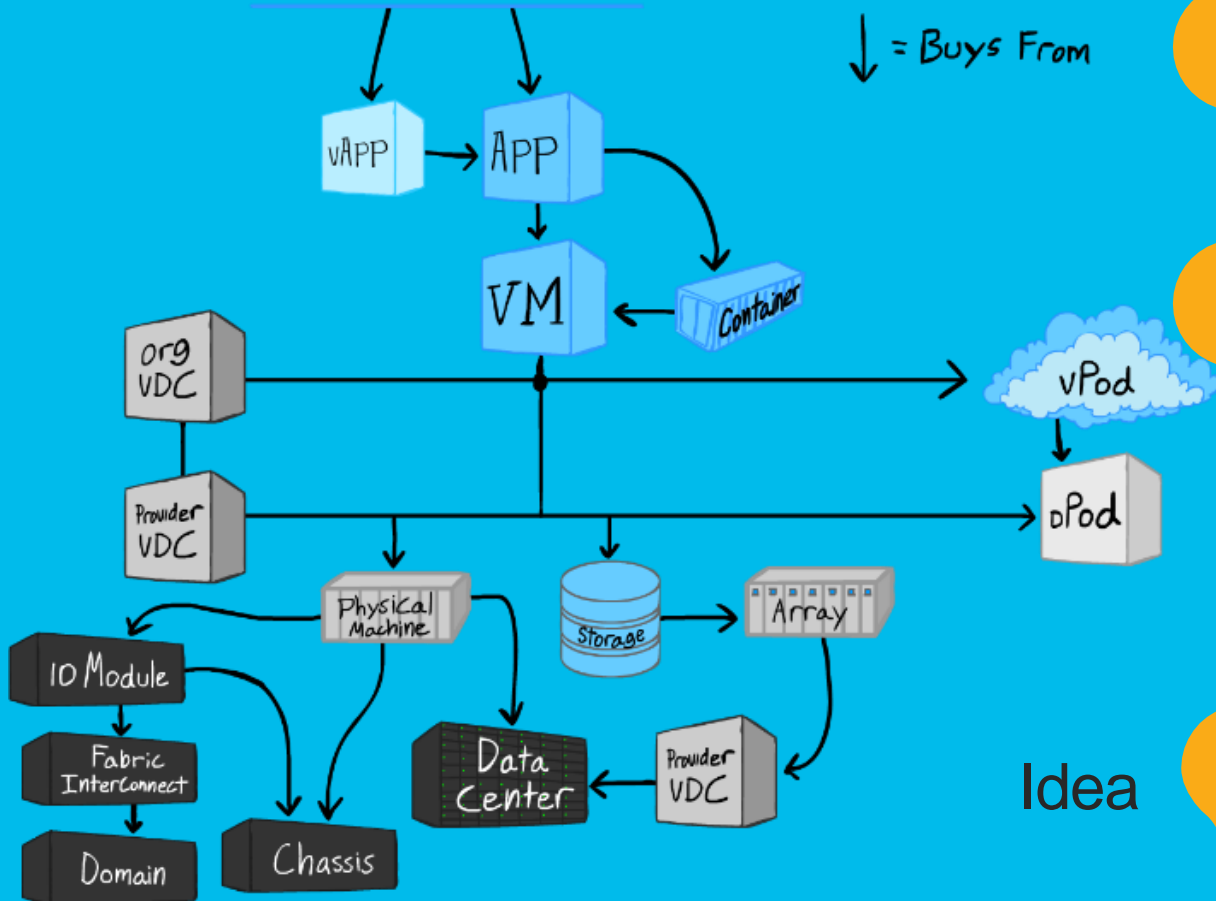 = Buys From
vAPP
APP
VM
Container
org
VDC
vPod
Provider
VDC
DPod
Physical
Machine
Storage
Array
IO Module
Fabric
Interconnect
Domain
Chassis
Data
Center
Provider
VDC
Idea